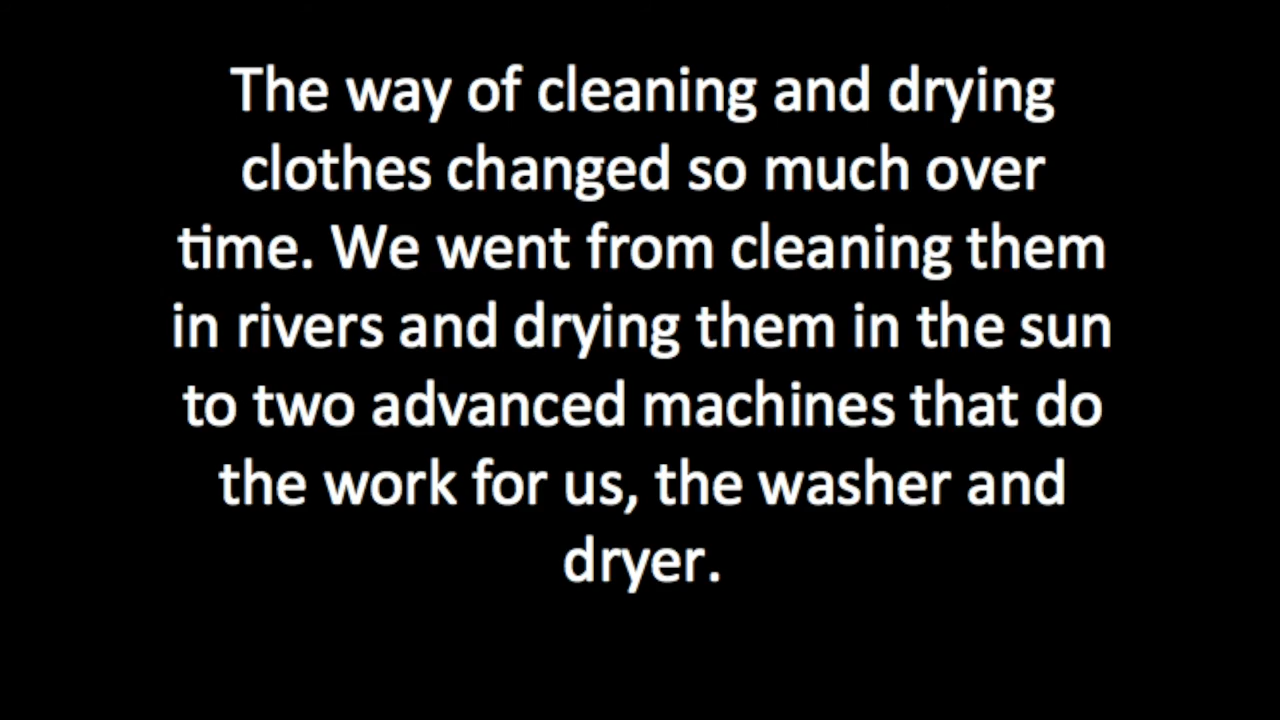 The way of cleaning and drying
clothes changed so much over
time. We went from cleaning them
in rivers and drying them in the sun
to two advanced machines that do
the work for us, the washer and
dryer.